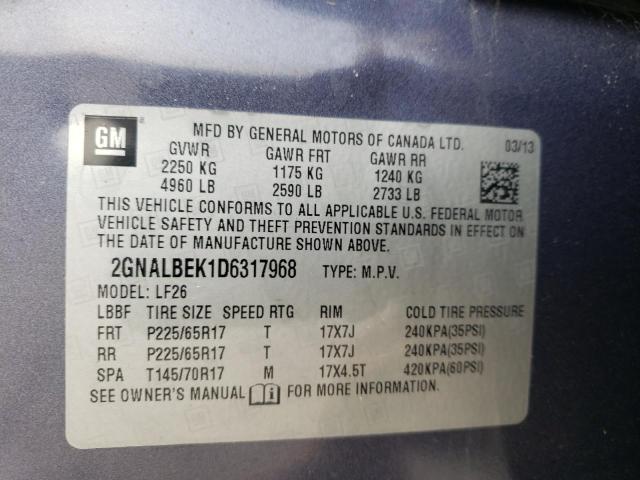 GM
MFD BY GENERAL MOTORS OF CANADA LTD. 03/13
GVWR GAWR FRT GAWR RR
2250 KG 1175 KG 1240 KG
4960 LB 2590 LB 2733 LB
THIS VEHICLE CONFORMS TO ALL APPLICABLE U.S. FEDERAL MOTOR
VEHICLE SAFETY AND THEFT PREVENTION STANDARDS IN EFFECT ON
THE DATE OF MANUFACTURE SHOWN ABOVE.
2GNALBEK1D6317968 TYPE: M.P.V.
MODEL: LF26
LBBF TIRE SIZE SPEED RTG RIM COLD TIRE PRESSURE
FRT P225/65R17 T 17X7J 240KPA(35PSI)
RR P225/65R17 T 17X7J 240KPA(35PSI)
SPA T145/70R17 M 17X4.5T 420KPA(60PSI)
SEE OWNER'S MANUAL FOR MORE INFORMATION.